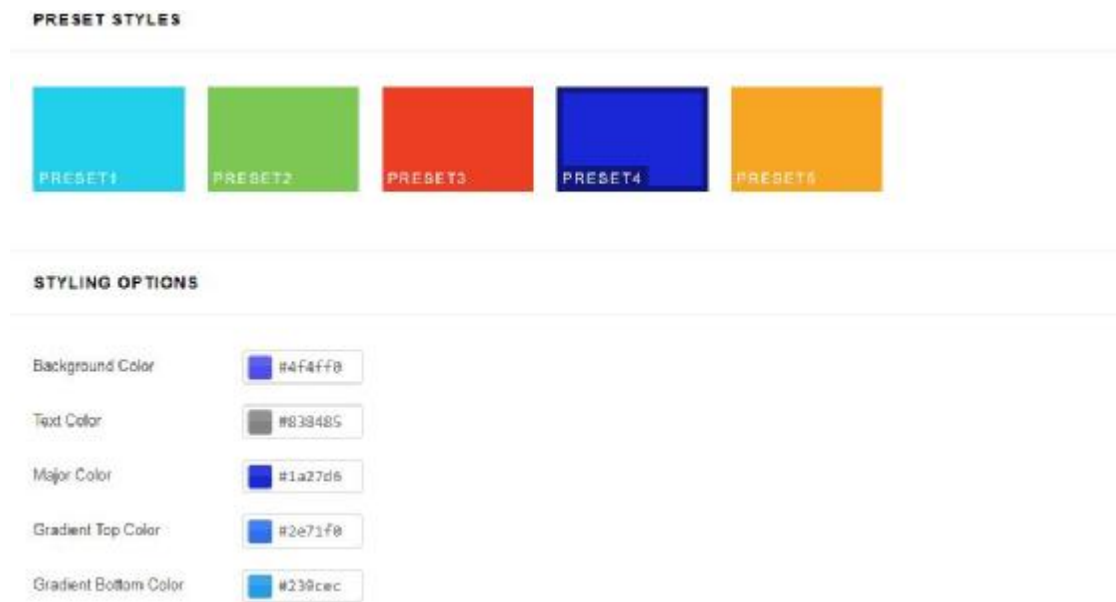 PRESET STYLES
PRESET1
PRESET2
PRESET3
PRESET4
PRESET5
STYLING OPTIONS
Background Color
#4f4ff0
Text Color
#838485
Major Color
#1a27d6
Gradient Top Color
#2e71f0
Gradient Bottom Color
#239cec